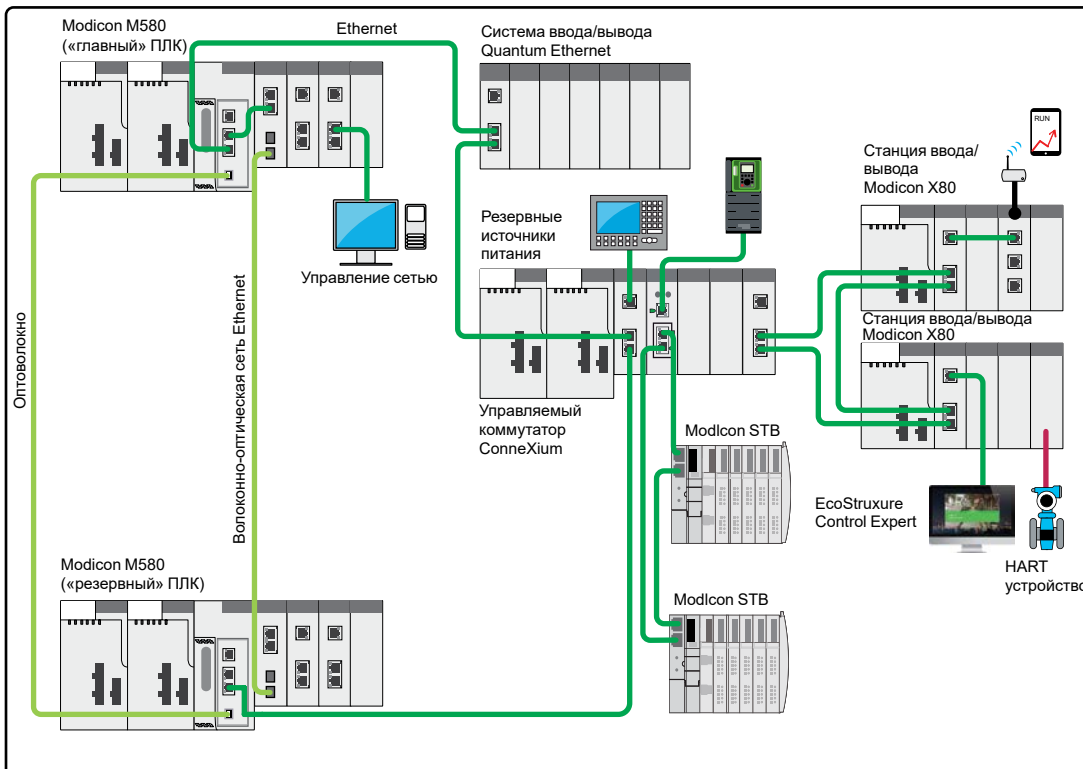 Modicon M580
(«главный» ПЛК)
Ethernet
Система ввода/вывода
Quantum Ethernet
RUN
Станция ввода/
вывода
Modicon X80
Резервные
источники
питания
Управление сетью
Станция ввода/вывода
Modicon X80
Оптоволокно
Волоконно-оптическая сеть Ethernet
Управляемый
коммутатор
ConneXium
ModIcon STB
EcoStruxure
Control Expert
HART
устройство
Modicon M580
(«резервный» ПЛК)
ModIcon STB